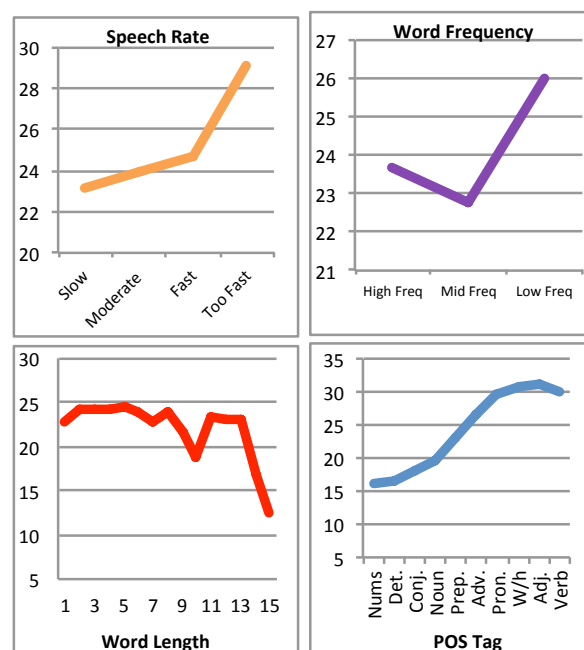 Speech Rate
30
28
26
24
22
20
Slow
Moderate
Fast
Too Fast
Word Frequency
27
26
25
24
23
22
21
High Freq Mid Freq Low Freq
30
25
20
15
10
5
1 3 5 7 9 11 13 15
Word Length
35
30
25
20
15
10
5
Nums
Det.
Conj.
Noun
Prep.
Adv.
Pron.
W/h
Adj.
Verb
POS Tag